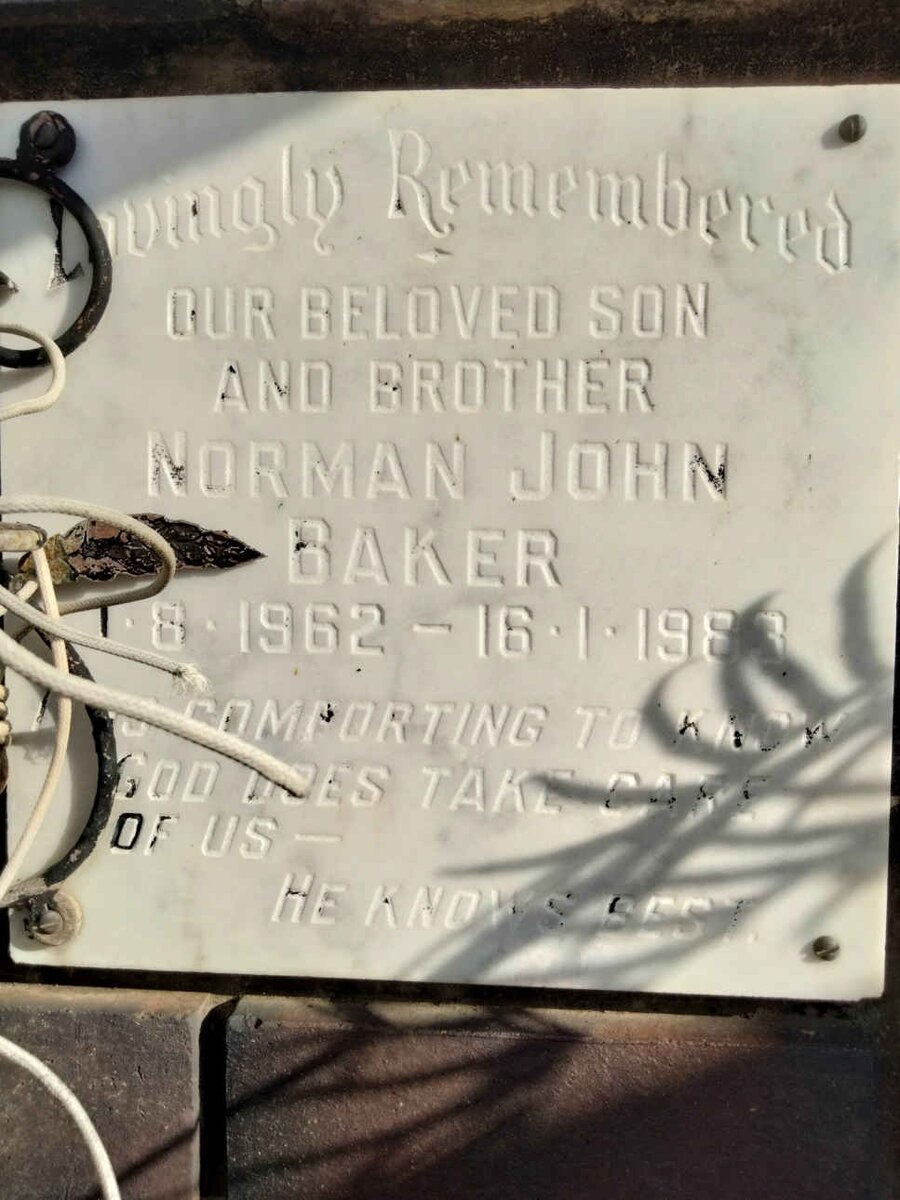 Lovingly Remembered
OUR BELOVED SON
AND BROTHER
NORMAN JOHN
BAKER
·8·1962 – 16·1·1983
COMFORTING TO KNOW
GOD DOES TAKE CARE
OF US —
HE KNOWS BEST.